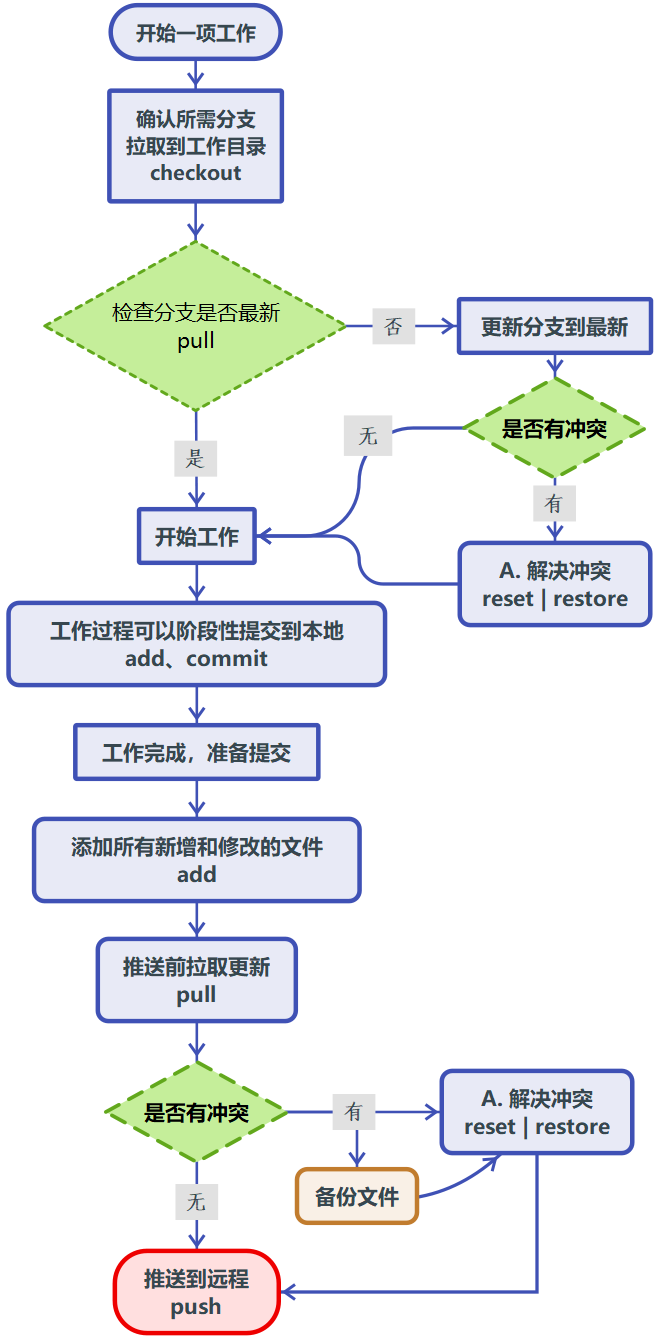 开始一项工作
确认所需分支
拉取到工作目录
checkout
检查分支是否最新
pull
否
更新分支到最新
是否有冲突
无
有
是
开始工作
A. 解决冲突
reset | restore
工作过程可以阶段性提交到本地
add、commit
工作完成，准备提交
添加所有新增和修改的文件
add
推送前拉取更新
pull
是否有冲突
有
A. 解决冲突
reset | restore
备份文件
无
推送到远程
push